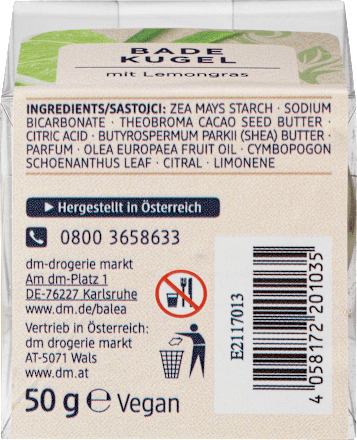 BADE
KUGEL
mit Lemongras
INGREDIENTS/SASTOJCI: ZEA MAYS STARCH · SODIUM
BICARBONATE · THEOBROMA CACAO SEED BUTTER ·
CITRIC ACID · BUTYROSPERMUM PARKII (SHEA) BUTTER ·
PARFUM · OLEA EUROPAEA FRUIT OIL · CYMBOPOGON
SCHOENANTHUS LEAF · CITRAL · LIMONENE
Hergestellt in Österreich
0800 3658633
dm-drogerie markt
Am dm-Platz 1
DE-76227 Karlsruhe
www.dm.de/balea
Vertrieb in Österreich:
dm drogerie markt
AT-5071 Wals
www.dm.at
50 g ℮ Vegan
E2117013
4 058172 201035